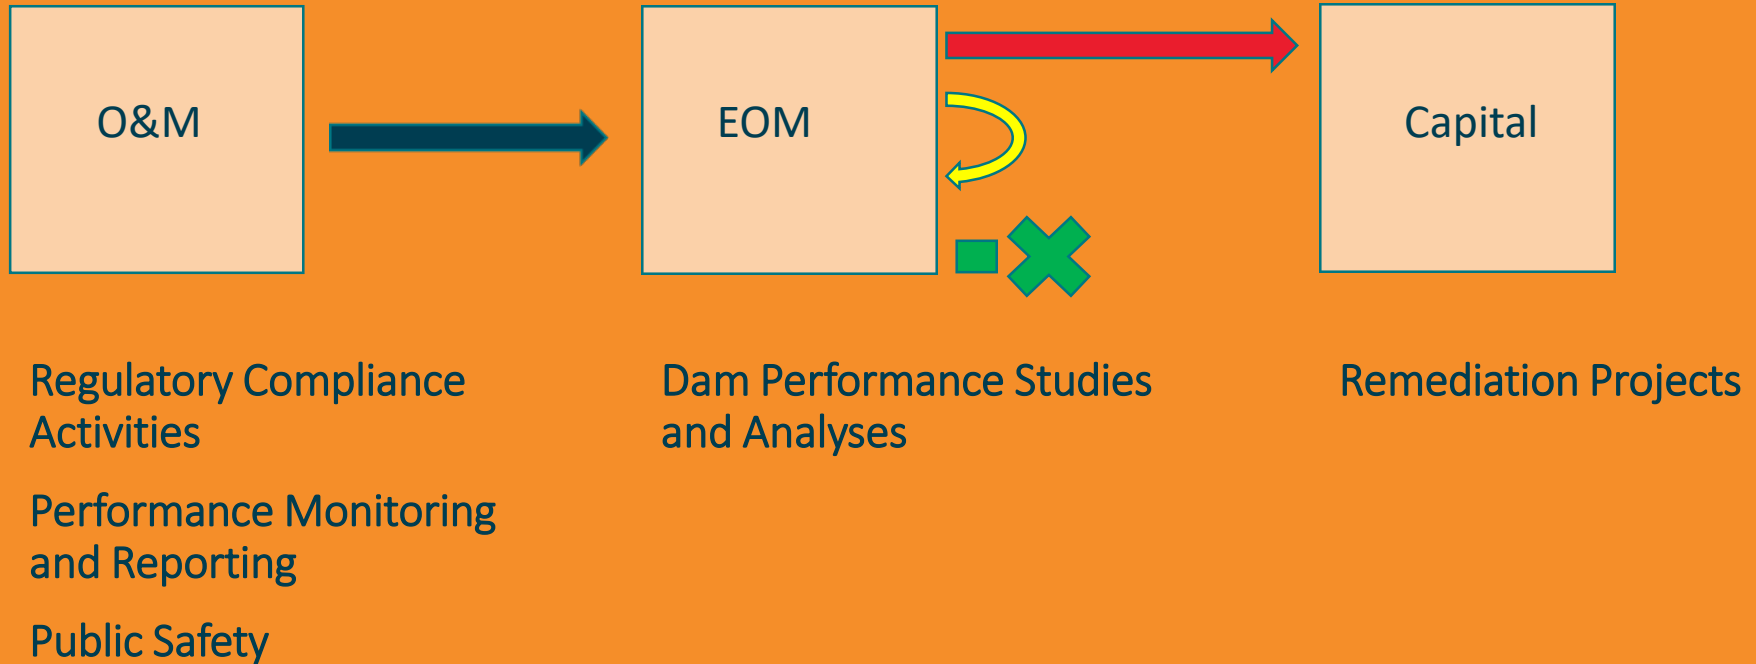 O&M
EOM
Capital
Regulatory Compliance
Activities
Performance Monitoring
and Reporting
Public Safety
Dam Performance Studies
and Analyses
Remediation Projects